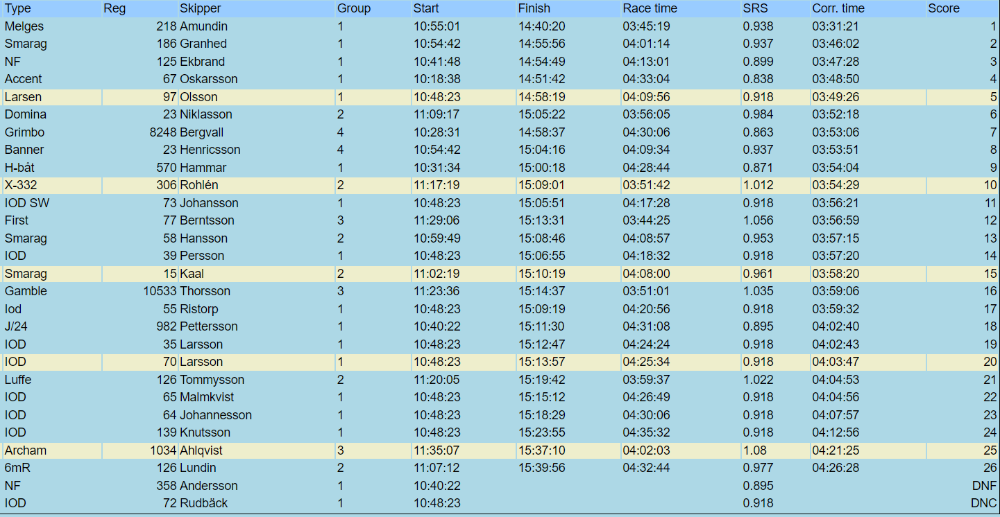 Type Reg Skipper Group Start Finish Race time SRS Corr. time Score
Melges 218 Amundin 1 10:55:01 14:40:20 03:45:19 0.938 03:31:21 1
Smarag 186 Granhed 1 10:54:42 14:55:56 04:01:14 0.937 03:46:02 2
NF 125 Ekbrand 1 10:41:48 14:54:49 04:13:01 0.899 03:47:28 3
Accent 67 Oskarsson 1 10:18:38 14:51:42 04:33:04 0.838 03:48:50 4
Larsen 97 Olsson 1 10:48:23 14:58:19 04:09:56 0.918 03:49:26 5
Domina 23 Niklasson 2 11:09:17 15:05:22 03:56:05 0.984 03:52:18 6
Grimbo 8248 Bergvall 4 10:28:31 14:58:37 04:30:06 0.863 03:53:06 7
Banner 23 Henricsson 4 10:54:42 15:04:16 04:09:34 0.937 03:53:51 8
H-båt 570 Hammar 1 10:31:34 15:00:18 04:28:44 0.871 03:54:04 9
X-332 306 Rohlén 2 11:17:19 15:09:01 03:51:42 1.012 03:54:29 10
IOD SW 73 Johansson 1 10:48:23 15:05:51 04:17:28 0.918 03:56:21 11
First 77 Berntsson 3 11:29:06 15:13:31 03:44:25 1.056 03:56:59 12
Smarag 58 Hansson 2 10:59:49 15:08:46 04:08:57 0.953 03:57:15 13
IOD 39 Persson 1 10:48:23 15:06:55 04:18:32 0.918 03:57:20 14
Smarag 15 Kaal 2 11:02:19 15:10:19 04:08:00 0.961 03:58:20 15
Gamble 10533 Thorsson 3 11:23:36 15:14:37 03:51:01 1.035 03:59:06 16
Iod 55 Ristorp 1 10:48:23 15:09:19 04:20:56 0.918 03:59:32 17
J/24 982 Pettersson 1 10:40:22 15:11:30 04:31:08 0.895 04:02:40 18
IOD 35 Larsson 1 10:48:23 15:12:47 04:24:24 0.918 04:02:43 19
IOD 70 Larsson 1 10:48:23 15:13:57 04:25:34 0.918 04:03:47 20
Luffe 126 Tommysson 2 11:20:05 15:19:42 03:59:37 1.022 04:04:53 21
IOD 65 Malmkvist 1 10:48:23 15:15:12 04:26:49 0.918 04:04:56 22
IOD 64 Johannesson 1 10:48:23 15:18:29 04:30:06 0.918 04:07:57 23
IOD 139 Knutsson 1 10:48:23 15:23:55 04:35:32 0.918 04:12:56 24
Archam 1034 Ahlqvist 3 11:35:07 15:37:10 04:02:03 1.08 04:21:25 25
6mR 126 Lundin 2 11:07:12 15:39:56 04:32:44 0.977 04:26:28 26
NF 358 Andersson 1 10:40:22 0.895 DNF
IOD 72 Rudbäck 1 10:48:23 0.918 DNC